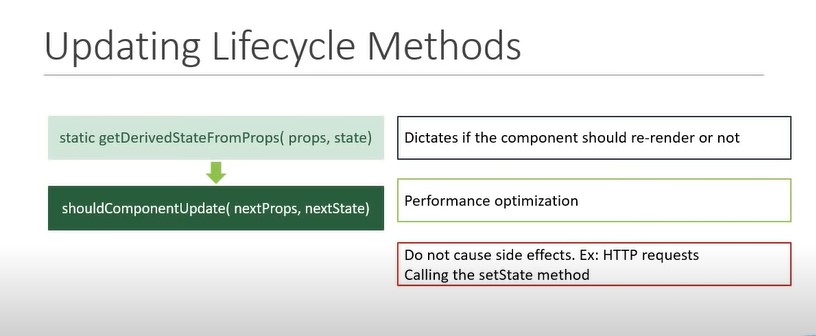 Updating Lifecycle Methods
static getDerivedStateFromProps( props, state)
Dictates if the component should re-render or not
shouldComponentUpdate( nextProps, nextState)
Performance optimization
Do not cause side effects. Ex: HTTP requests
Calling the setState method